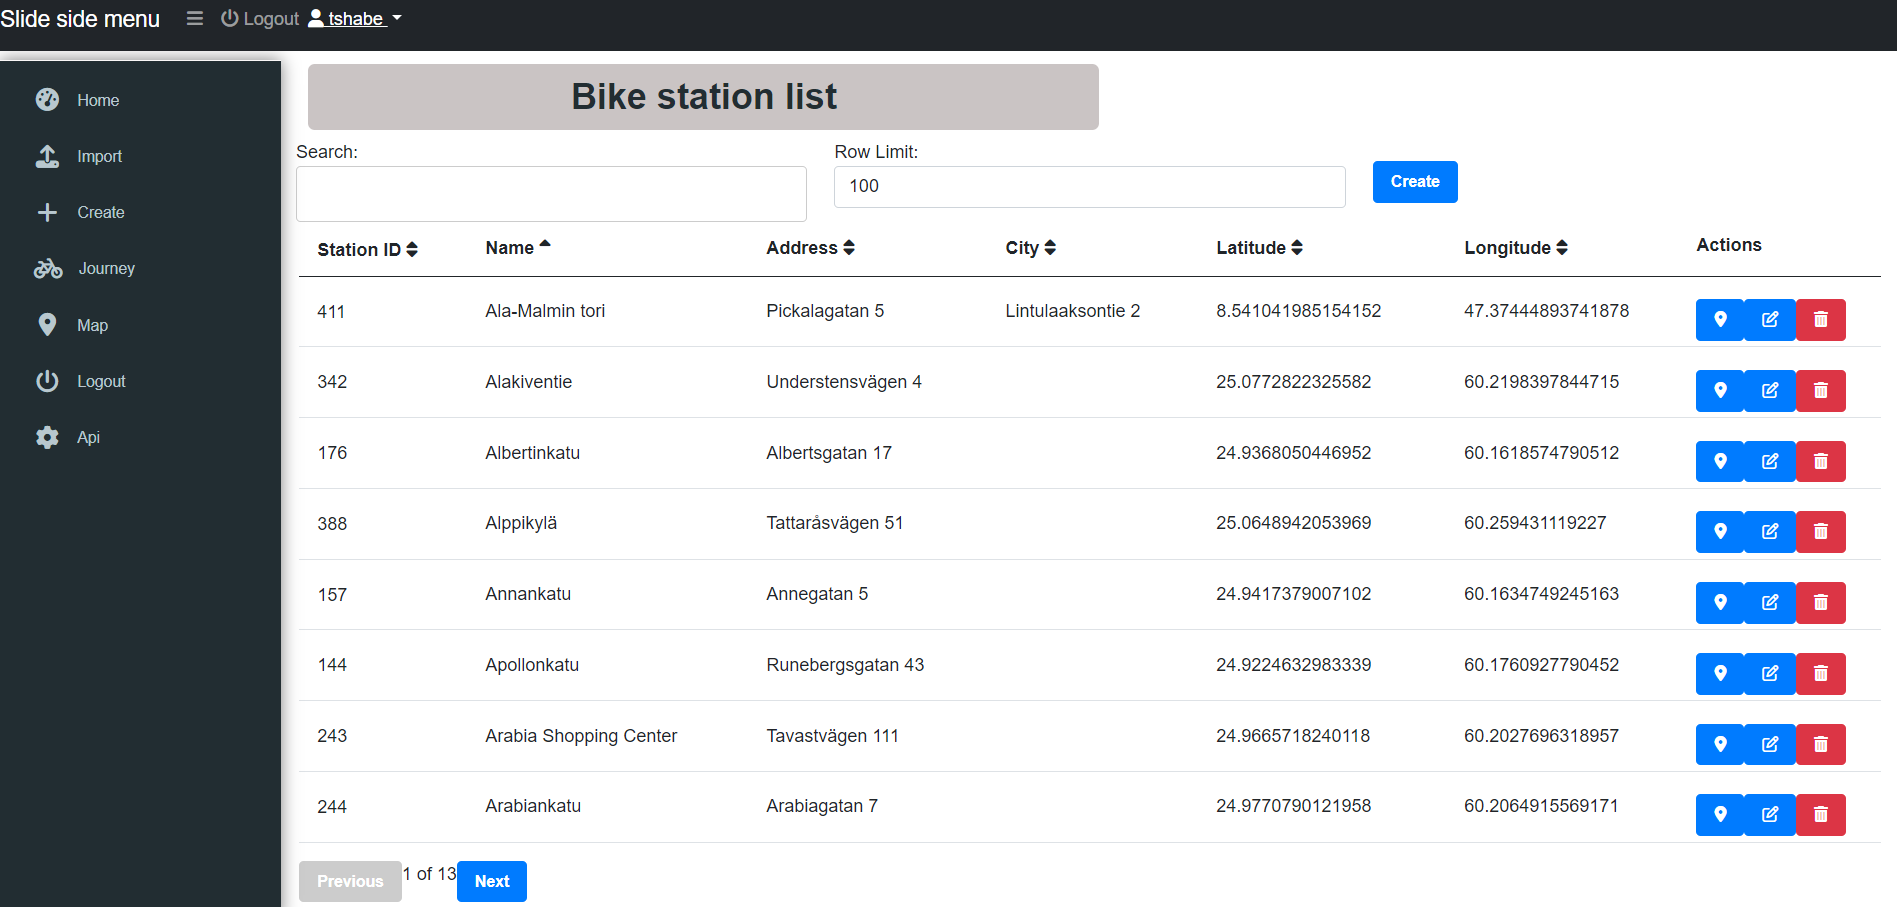 Slide side menu Logout tshabe
Home
Import
Create
Journey
Map
Logout
Api
Bike station list
Search: Row Limit:
100 Create
Station ID Name Address City Latitude Longitude Actions
411 Ala-Malmin tori Pickalagatan 5 Lintulaaksontie 2 8.541041985154152 47.37444893741878
342 Alakiventie Understensvägen 4 25.0772822325582 60.2198397844715
176 Albertinkatu Albertsgatan 17 24.9368050446952 60.1618574790512
388 Alppikylä Tattaråsvägen 51 25.0648942053969 60.259431119227
157 Annankatu Annegatan 5 24.9417379007102 60.1634749245163
144 Apollonkatu Runebergsgatan 43 24.9224632983339 60.1760927790452
243 Arabia Shopping Center Tavastvägen 111 24.9665718240118 60.2027696318957
244 Arabiankatu Arabiagatan 7 24.9770790121958 60.2064915569171
Previous 1 of 13 Next